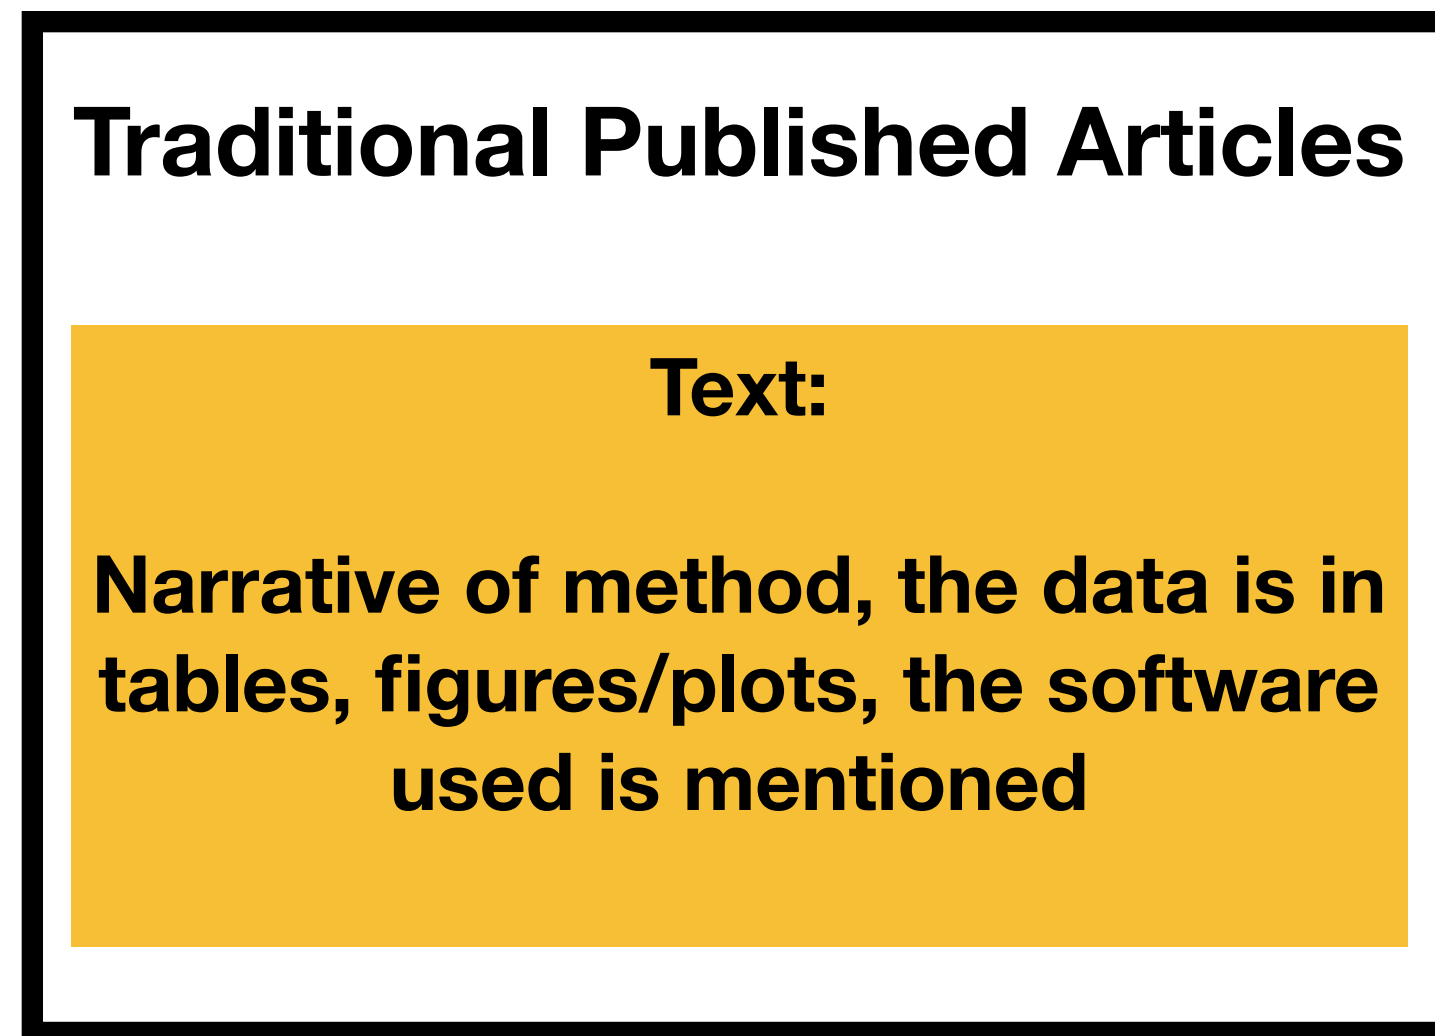 Traditional Published Articles
Text:
Narrative of method, the data is in
tables, figures/plots, the software
used is mentioned